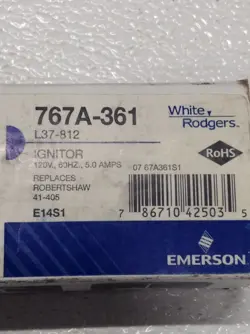 767A-361
L37-812
White
Rodgers
RoHS
IGNITOR
120V., 60HZ., 5.0 AMPS
07 67A361S1
REPLACES
ROBERTSHAW
41-405
E14S1
7 86710 42503 5
EMERSON